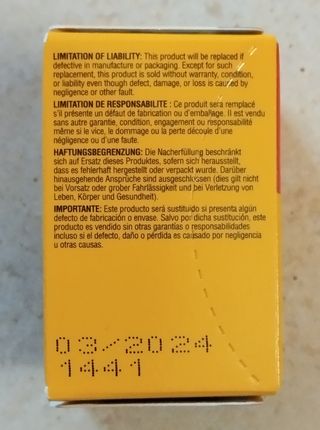 LIMITATION OF LIABILITY: This product will be replaced if
defective in manufacture or packaging. Except for such
replacement, this product is sold without warranty, condition,
or liability even though defect, damage, or loss is caused by
negligence or other fault.
LIMITATION DE RESPONSABILITE : Ce produit sera remplacé
s'il présente un défaut de fabrication ou d'emballage. Il est vendu
sans autre garantie, condition, engagement ou responsabilité
même si le vice, le dommage ou la perte découle d'une
négligence ou d'une faute.
HAFTUNGSBEGRENZUNG: Die Nacherfüllung beschränkt
sich auf Ersatz dieses Produktes, sofern sich herausstellt,
dass es fehlerhaft hergestellt oder verpackt wurde. Darüber
hinausgehende Ansprüche sind ausgeschlossen (dies gilt nicht
bei Vorsatz oder grober Fahrlässigkeit und bei Verletzung von
Leben, Körper und Gesundheit).
IMPORTANTE: Este producto será sustituido si presenta algún
defecto de fabricación o envase. Salvo por dicha sustitución, este
producto es vendido sin otras garantías o responsabilidades
incluso si el defecto, daño o pérdida es causado por negligencia
u otras causas.
03/2024
1441